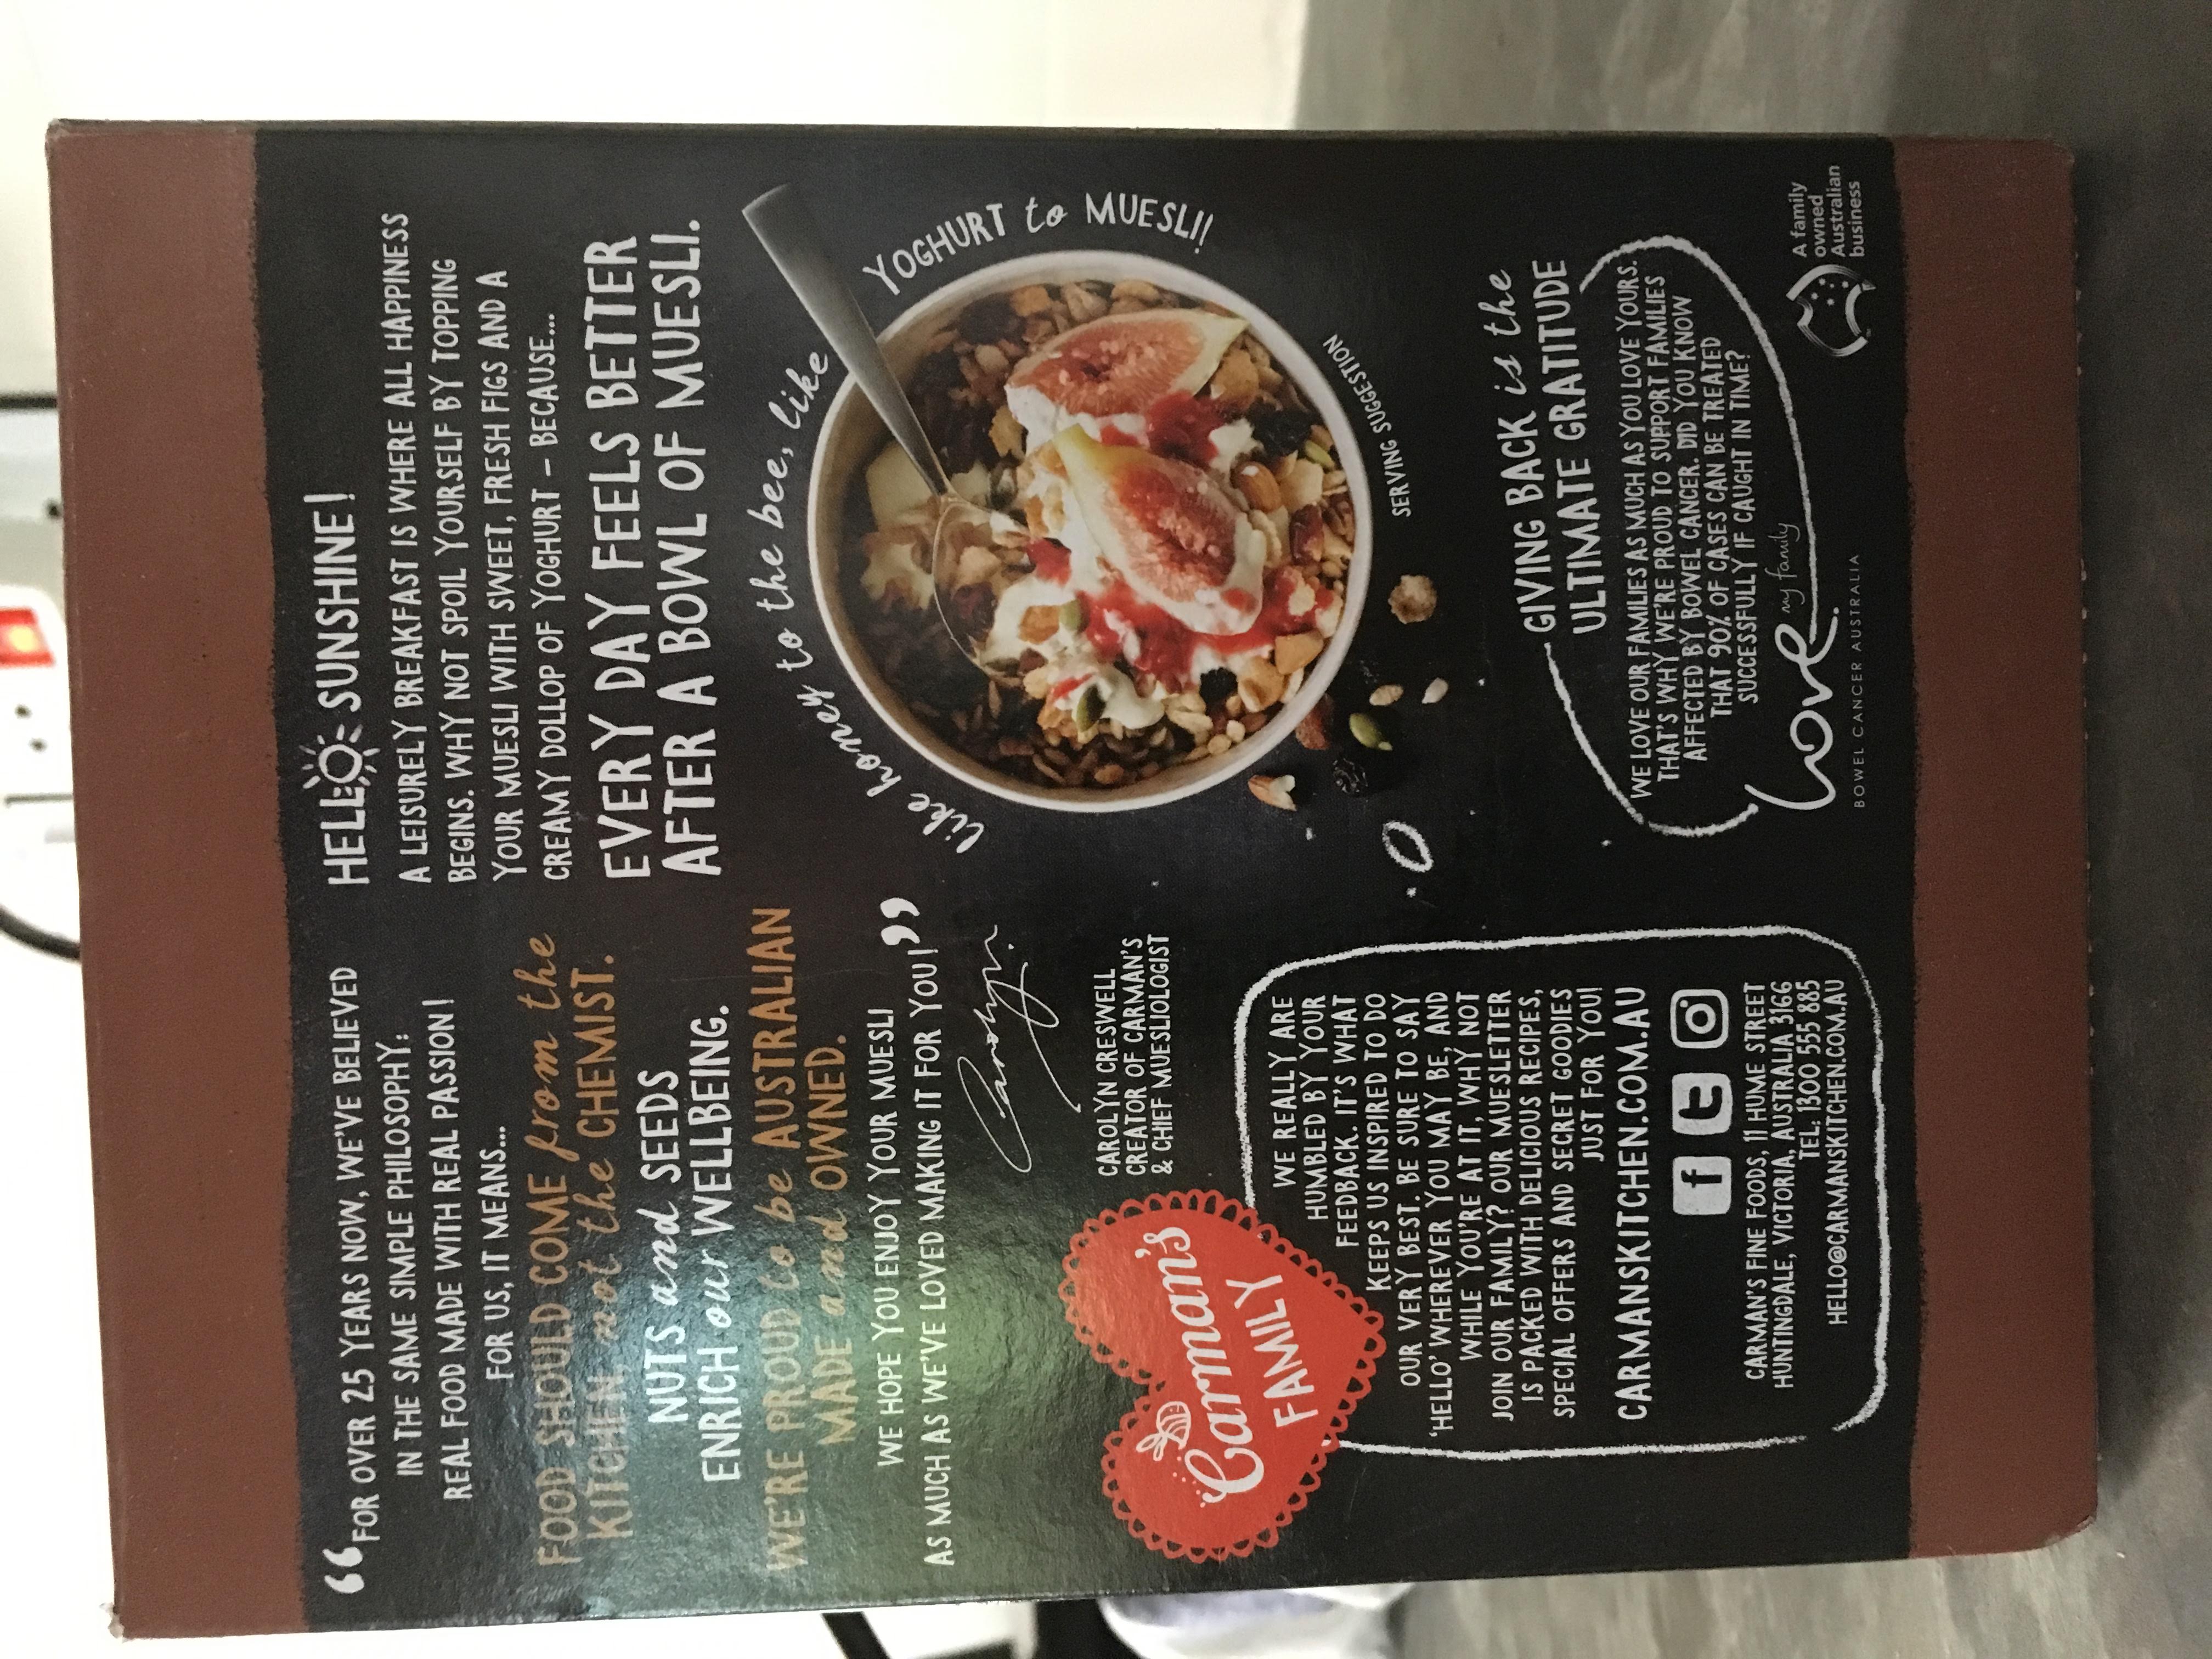 “FOR OVER 25 YEARS NOW, WE'VE BELIEVED
IN THE SAME SIMPLE PHILOSOPHY:
REAL FOOD MADE WITH REAL PASSION!
FOR US, IT MEANS...
FOOD SHOULD COME from the
KITCHEN, not the CHEMIST.
NUTS and SEEDS
ENRICH our WELLBEING.
WE'RE PROUD to be AUSTRALIAN
MADE and OWNED.
WE HOPE YOU ENJOY YOUR MUESLI
AS MUCH AS WE'VE LOVED MAKING IT FOR YOU!”
Carolyn.
CAROLYN CRESWELL
CREATOR OF CARMAN'S
& CHIEF MUESLIOLOGIST
Carman's
FAMILY
WE REALLY ARE
HUMBLED BY YOUR
FEEDBACK. IT'S WHAT
KEEPS US INSPIRED TO DO
OUR VERY BEST. BE SURE TO SAY
'HELLO' WHEREVER YOU MAY BE, AND
WHILE YOU'RE AT IT, WHY NOT
JOIN OUR FAMILY? OUR MUESLETTER
IS PACKED WITH DELICIOUS RECIPES,
SPECIAL OFFERS AND SECRET GOODIES
JUST FOR YOU!
CARMANSKITCHEN.COM.AU
CARMAN'S FINE FOODS, 11 HUME STREET
HUNTINGDALE, VICTORIA, AUSTRALIA 3166
TEL: 1300 555 885
HELLO@CARMANSKITCHEN.COM.AU
HELLO SUNSHINE!
A LEISURELY BREAKFAST IS WHERE ALL HAPPINESS
BEGINS. WHY NOT SPOIL YOURSELF BY TOPPING
YOUR MUESLI WITH SWEET, FRESH FIGS AND A
CREAMY DOLLOP OF YOGHURT – BECAUSE...
EVERY DAY FEELS BETTER
AFTER A BOWL OF MUESLI.
like honey to the bee, like
YOGHURT to MUESLI!
SERVING SUGGESTION
GIVING BACK is the
ULTIMATE GRATITUDE
WE LOVE OUR FAMILIES AS MUCH AS YOU LOVE YOURS.
THAT'S WHY WE'RE PROUD TO SUPPORT FAMILIES
AFFECTED BY BOWEL CANCER. DID YOU KNOW
THAT 90% OF CASES CAN BE TREATED
SUCCESSFULLY IF CAUGHT IN TIME?
Love my family
BOWEL CANCER AUSTRALIA
A family
owned
Australian
business